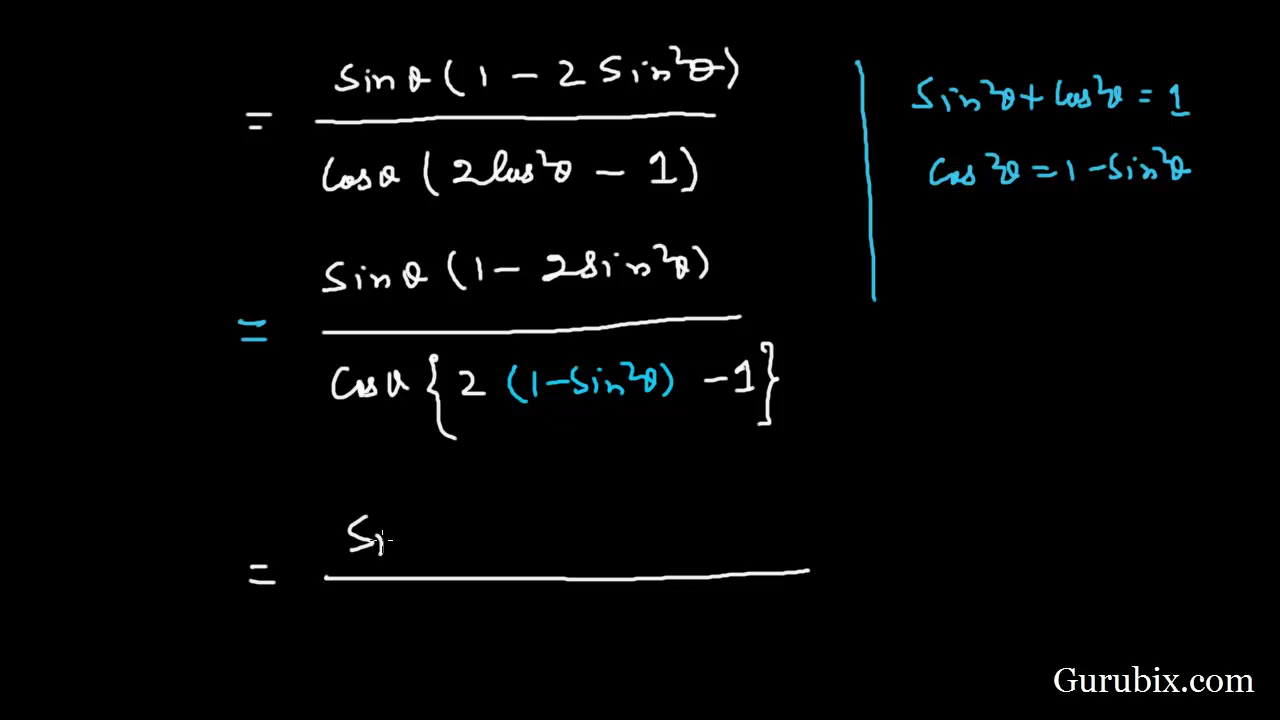 = sinθ(1 − 2 sin²θ) / cosθ(2cos²θ − 1)
sin²θ + cos²θ = 1
cos²θ = 1 − sin²θ
= sinθ(1 − 2sin²θ) / cosθ{2 (1 − sin²θ) − 1}
= Si
Gurubix.com